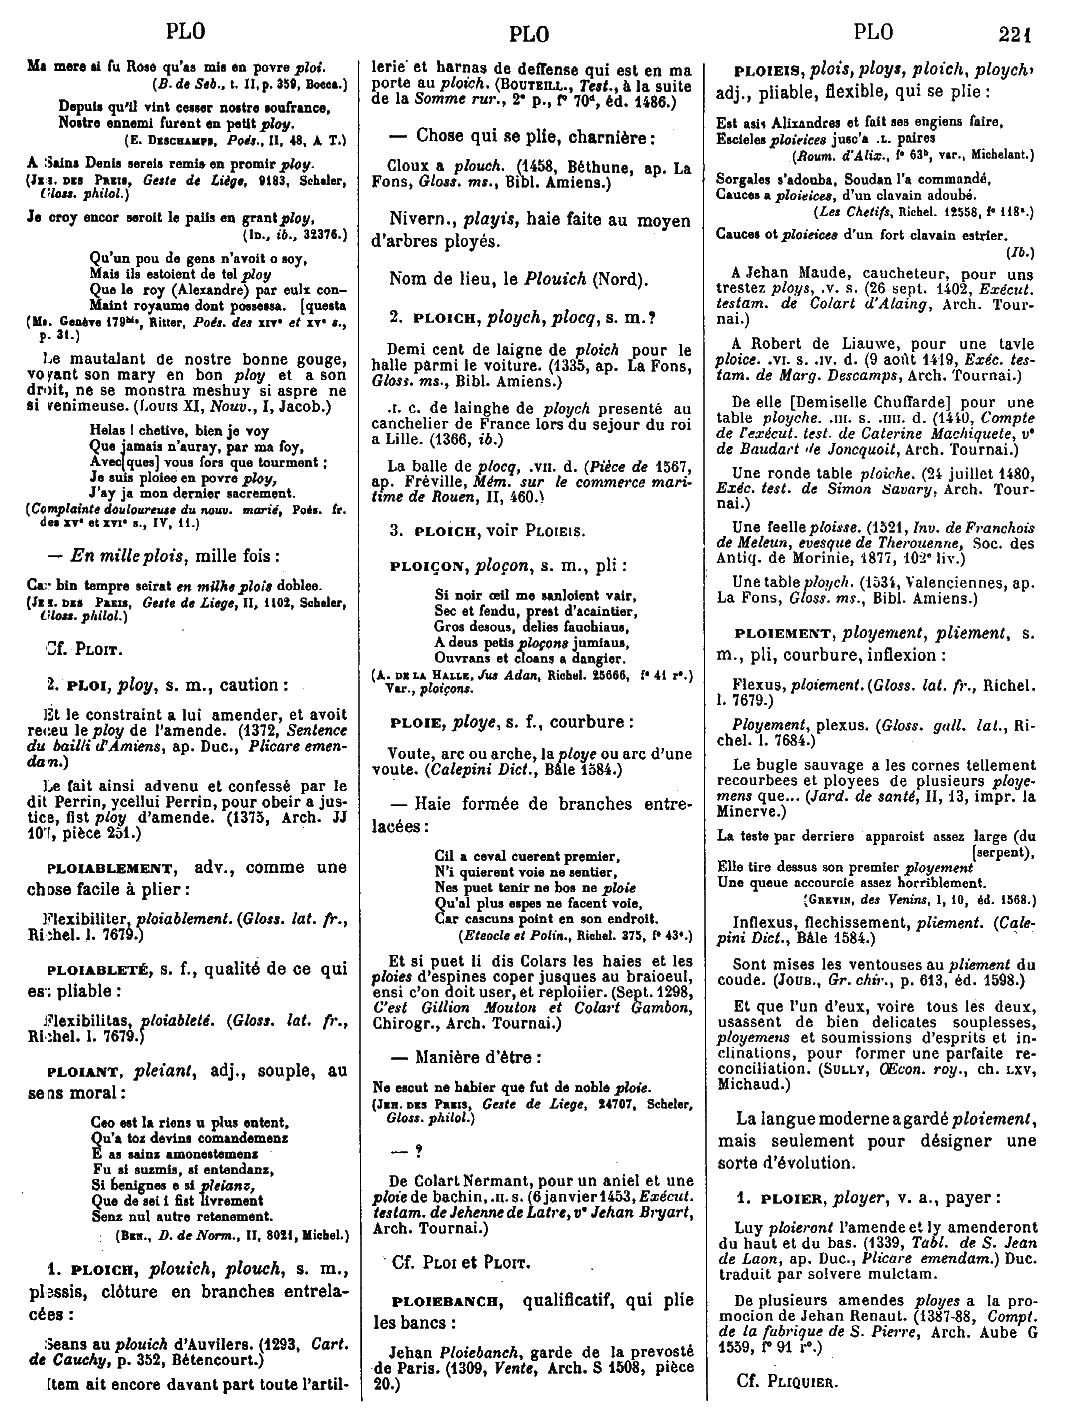 PLO
PLO
PLO
221
Ma mere si fu Rose qu'as mis en povre ploi.
(B. de Seb., t. II, p. 359, Bocca.)
Depuis qu'il vint cesser nostre soufrance,
Nostre ennemi furent en petit ploy.
(E. DESCHAMPS, Poés., II, 48, A T.)
A Sains Denis sereis remis en promir ploy.
(JEH. DES PREIS, Geste de Liège, 9183, Scheler,
Gloss. philol.)
Je croy encor seroit le paiis en grant ploy,
(ID., ib., 32376.)
Qu'un pou de gens n'avoit o soy,
Mais ils estoient de tel ploy
Que le roy (Alexandre) par eulx con-
Maint royaume dont possessa. [questa
(Ms. Genève 179bis, Ritter, Poés. des XIVe et XVe s.,
p. 31.)
Le mautalant de nostre bonne gouge,
voyant son mary en bon ploy et a son
droit, ne se monstra meshuy si aspre ne
si venimeuse. (LOUIS XI, Nouv., I, Jacob.)
Helas ! chetive, bien je voy
Que jamais n'auray, par ma foy,
Avec[ques] vous fors que tourment ;
Je suis ploiee en povre ploy,
J'ay ja mon dernier sacrement.
(Complainte douloureuse du nouv. marié, Poés. fr.
des XVe et XVIe s., IV, 11.)
— En mille plois, mille fois :
Car bin tempre seirat en milhe plois doblee.
(JEH. DES PREIS, Geste de Liege, II, 1102, Scheler,
Gloss. philol.)
Cf. PLOIT.
2. PLOI, ploy, s. m., caution :
Et le constraint a lui amender, et avoit
receu le ploy de l'amende. (1372, Sentence
du bailli d'Amiens, ap. Duc., Plicare emen-
dam.)
Le fait ainsi advenu et confessé par le
dit Perrin, ycellui Perrin, pour obeir a jus-
tice, fist ploy d'amende. (1375, Arch. JJ
107, pièce 251.)
PLOIABLEMENT, adv., comme une
chose facile à plier :
Flexibiliter, ploiablement. (Gloss. lat. fr.,
Richel. l. 7679.)
PLOIABLETÉ, s. f., qualité de ce qui
est pliable :
Flexibilitas, ploiableté. (Gloss. lat. fr.,
Richel. l. 7679.)
PLOIANT, pleiant, adj., souple, au
sens moral :
Ceo est la riens u plus entent,
Qu'a toz devins comandemenz
E as sainz amonestemenz
Fu si suzmis, si entendanz,
Si benignes e si pleianz,
Que de sei i fist livrement
Senz nul autre retenement.
(BEN., D. de Norm., II, 8021, Michel.)
1. PLOICH, plouich, plouch, s. m.,
plessis, clôture en branches entrela-
cées :
Seans au plouich d'Auvilers. (1293, Cart.
de Cauchy, p. 352, Bétencourt.)
Item ait encore davant part toute l'artil-
lerie et harnas de deffense qui est en ma
porte au ploich. (BOUTEILL., Test., à la suite
de la Somme rur., 2e p., fo 70d, éd. 1486.)
— Chose qui se plie, charnière :
Cloux a plouch. (1458, Béthune, ap. La
Fons, Gloss. ms., Bibl. Amiens.)
Nivern., playis, haie faite au moyen
d'arbres ployés.
Nom de lieu, le Plouich (Nord).
2. PLOICH, ploych, plocq, s. m.?
Demi cent de laigne de ploich pour le
halle parmi le voiture. (1335, ap. La Fons,
Gloss. ms., Bibl. Amiens.)
.I. c. de lainghe de ploych presenté au
canchelier de France lors du sejour du roi
a Lille. (1366, ib.)
La balle de plocq, .VII. d. (Pièce de 1567,
ap. Fréville, Mém. sur le commerce mari-
time de Rouen, II, 460.)
3. PLOICH, voir PLOIEIS.
PLOIÇON, ploçon, s. m., pli :
Si noir œil me sanloient vair,
Sec et fendu, prest d'acaintier,
Gros desous, delies fauchiaus,
A deus petis ploçons jumiaus,
Ouvrans et cloans a dangier.
(A. DE LA HALLE, Jus Adan, Richel. 25666, fo 41 ro.)
Var., ploiçons.
PLOIE, ploye, s. f., courbure :
Voute, arc ou arche, la ploye ou arc d'une
voute. (Calepini Dict., Bâle 1584.)
— Haie formée de branches entre-
lacées :
Cil a ceval cuerent premier,
N'i quierent voie ne sentier,
Nes puet tenir ne bos ne ploie
Qu'al plus espes ne facent voie,
Car cascuns point en son endroit.
(Eteocle et Polin., Richel. 375, fo 43e.)
Et si puet li dis Colars les haies et les
ploies d'espines coper jusques au braioeul,
ensi c'on doit user, et reploiier. (Sept. 1298,
C'est Gillion Mouton et Colart Gambon,
Chirogr., Arch. Tournai.)
— Manière d'être :
Ne escut ne habier que fut de noble ploie.
(JEH. DES PREIS, Geste de Liege, 24707, Scheler,
Gloss. philol.)
— ?
De Colart Nermant, pour un aniel et une
ploie de bachin, .II. s. (6 janvier 1453, Exécut.
testam. de Jehenne de Latre, ve Jehan Bryart,
Arch. Tournai.)
Cf. PLOI et PLOIT.
PLOIEBANCH, qualificatif, qui plie
les bancs :
Jehan Ploiebanch, garde de la prevosté
de Paris. (1309, Vente, Arch. S 1508, pièce
20.)
PLOIEIS, plois, ploys, ploich, ploych,
adj., pliable, flexible, qui se plie :
Est asis Alixandres et fait ses engiens faire,
Escieles ploieices jusc'a .L. paires
(Roum. d'Alix., fo 63b, var., Michelant.)
Sorgales s'adouba, Soudan l'a commandé,
Cauces a ploieices, d'un clavain adoubé.
(Les Chetifs, Richel. 12558, fo 118a.)
Cauces ot ploieices d'un fort clavain estrier.
(Ib.)
A Jehan Maude, caucheteur, pour uns
trestez ploys, .V. s. (26 sept. 1402, Exécut.
testam. de Colart d'Alaing, Arch. Tour-
nai.)
A Robert de Liauwe, pour une tavle
ploice. .VI. s. .IV. d. (9 août 1419, Exéc. tes-
tam. de Marg. Descamps, Arch. Tournai.)
De elle [Demiselle Chuffarde] pour une
table ployche. .III. s. .IIII. d. (1440, Compte
de l'exécut. test. de Caterine Machiquete, ve
de Baudart de Joncquoit, Arch. Tournai.)
Une ronde table ploiche. (24 juillet 1480,
Exéc. test. de Simon Savary, Arch. Tour-
nai.)
Une feelle ploisse. (1521, Inv. de Franchois
de Meleun, evesque de Therouenne, Soc. des
Antiq. de Morinie, 1877, 102e liv.)
Une table ploych. (1534, Valenciennes, ap.
La Fons, Gloss. ms., Bibl. Amiens.)
PLOIEMENT, ployement, pliement, s.
m., pli, courbure, inflexion :
Flexus, ploiement. (Gloss. lat. fr., Richel.
l. 7679.)
Ployement, plexus. (Gloss. gall. lat., Ri-
chel. l. 7684.)
Le bugle sauvage a les cornes tellement
recourbees et ployees de plusieurs ploye-
mens que... (Jard. de santé, II, 13, impr. la
Minerve.)
La teste par derriere apparoist assez large (du
[serpent),
Elle tire dessus son premier ployement
Une queue accourcie assez horriblement.
(GREVIN, des Venins, I, 10, éd. 1568.)
Inflexus, flechissement, pliement. (Cale-
pini Dict., Bâle 1584.)
Sont mises les ventouses au pliement du
coude. (JOUB., Gr. chir., p. 613, éd. 1598.)
Et que l'un d'eux, voire tous les deux,
usassent de bien delicates souplesses,
ployemens et soumissions d'esprits et in-
clinations, pour former une parfaite re-
conciliation. (SULLY, Œcon. roy., ch. LXV,
Michaud.)
La langue moderne a gardé ploiement,
mais seulement pour désigner une
sorte d'évolution.
1. PLOIER, ployer, v. a., payer :
Luy ploieront l'amende et ly amenderont
du haut et du bas. (1339, Tabl. de S. Jean
de Laon, ap. Duc., Plicare emendam.) Duc.
traduit par solvere mulctam.
De plusieurs amendes ployes a la pro-
mocion de Jehan Renaut. (1387-88, Compt.
de la fabrique de S. Pierre, Arch. Aube G
1559, fo 91 ro.)
Cf. PLIQUIER.